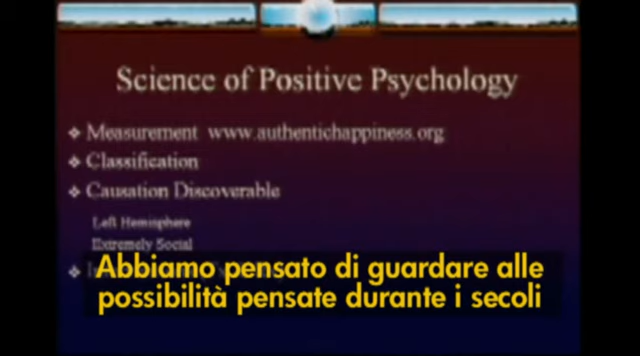 Science of Positive Psychology
❖ Measurement www.authentichappiness.org
❖ Classification
❖ Causation Discoverable
Left Hemisphere
Extremely Social
Abbiamo pensato di guardare alle
possibilità pensate durante i secoli